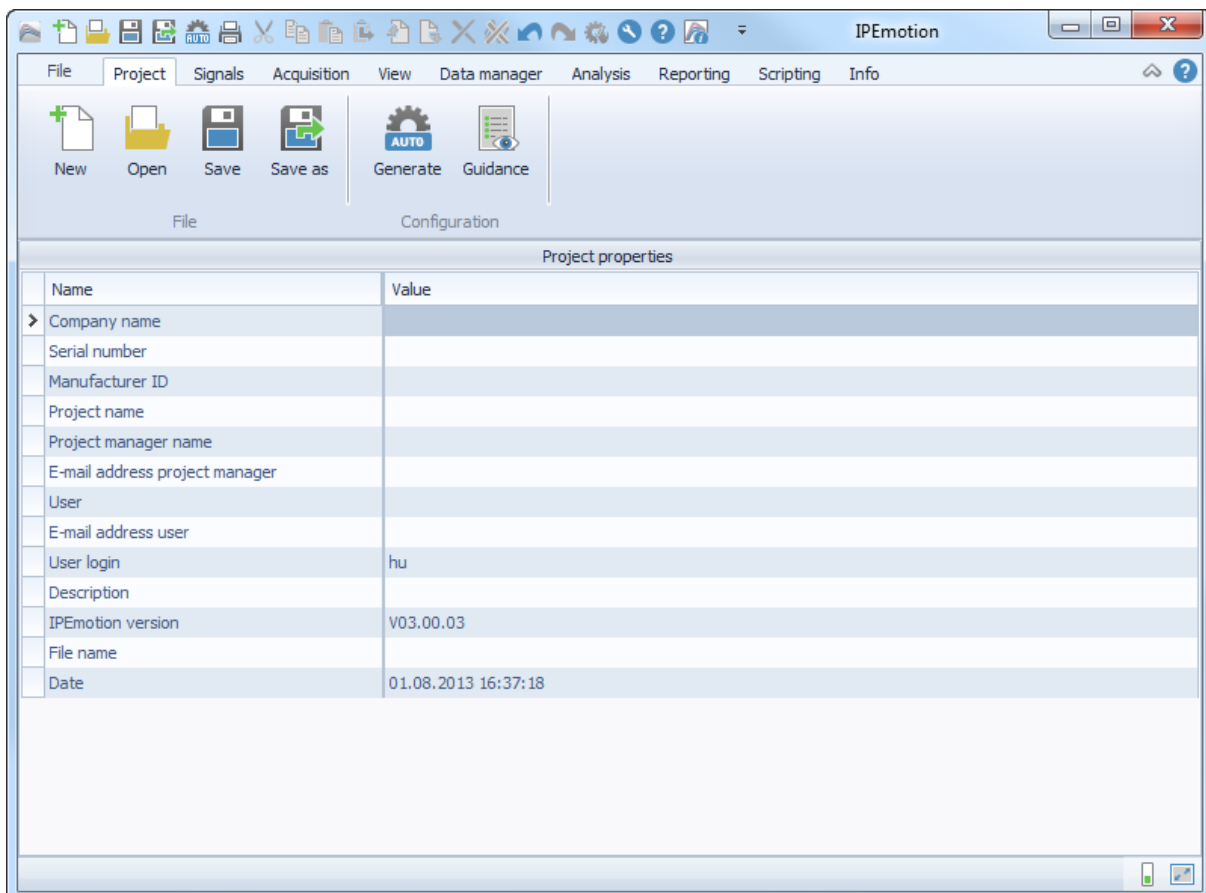 AUTO IPEmotion
File Project Signals Acquisition View Data manager Analysis Reporting Scripting Info
AUTO
New Open Save Save as Generate Guidance
File Configuration
Project properties
Name Value
Company name
Serial number
Manufacturer ID
Project name
Project manager name
E-mail address project manager
User
E-mail address user
User login hu
Description
IPEmotion version V03.00.03
File name
Date 01.08.2013 16:37:18